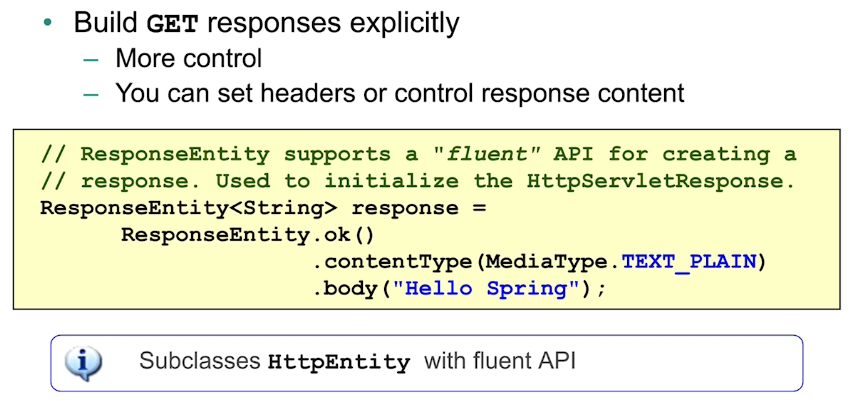 • Build GET responses explicitly
– More control
– You can set headers or control response content
// ResponseEntity supports a "fluent" API for creating a
// response. Used to initialize the HttpServletResponse.
ResponseEntity<String> response =
ResponseEntity.ok()
.contentType(MediaType.TEXT_PLAIN)
.body("Hello Spring");
Subclasses HttpEntity with fluent API